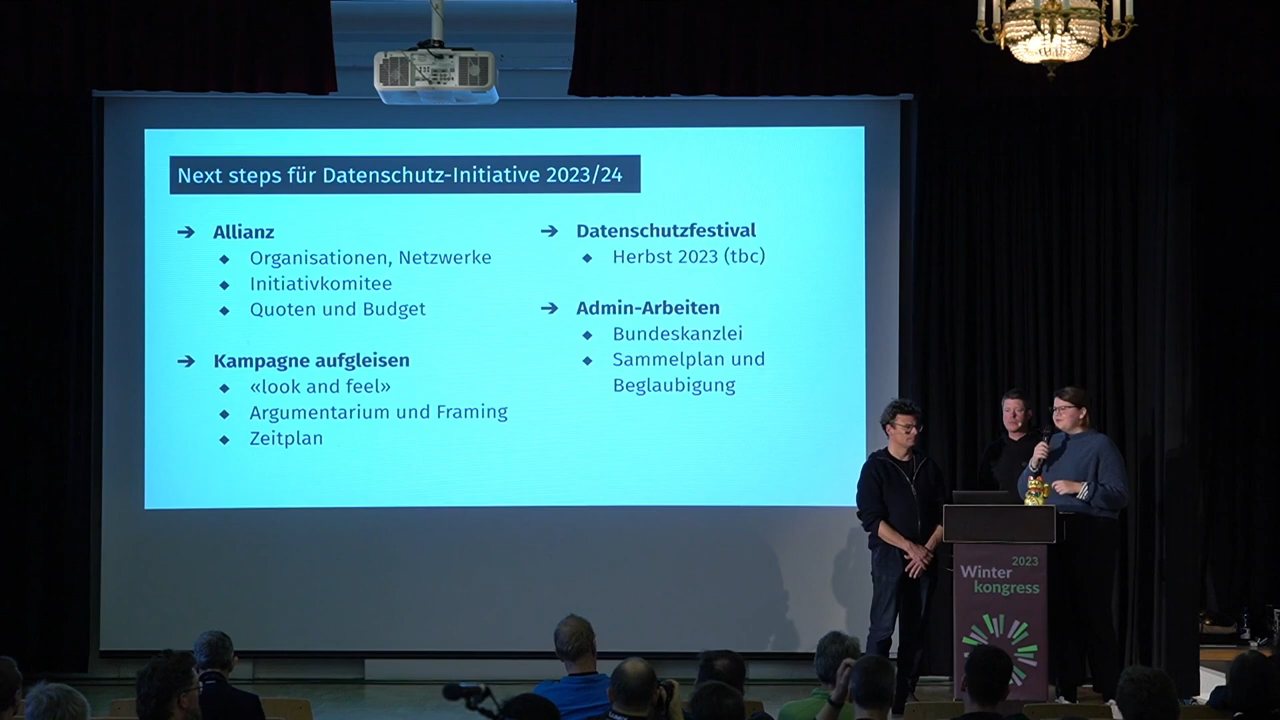 Next steps für Datenschutz-Initiative 2023/24
➔ Allianz
◆ Organisationen, Netzwerke
◆ Initiativkomitee
◆ Quoten und Budget
➔ Kampagne aufgleisen
◆ «look and feel»
◆ Argumentarium und Framing
◆ Zeitplan
➔ Datenschutzfestival
◆ Herbst 2023 (tbc)
➔ Admin-Arbeiten
◆ Bundeskanzlei
◆ Sammelplan und
Beglaubigung
2023
Winter
kongress